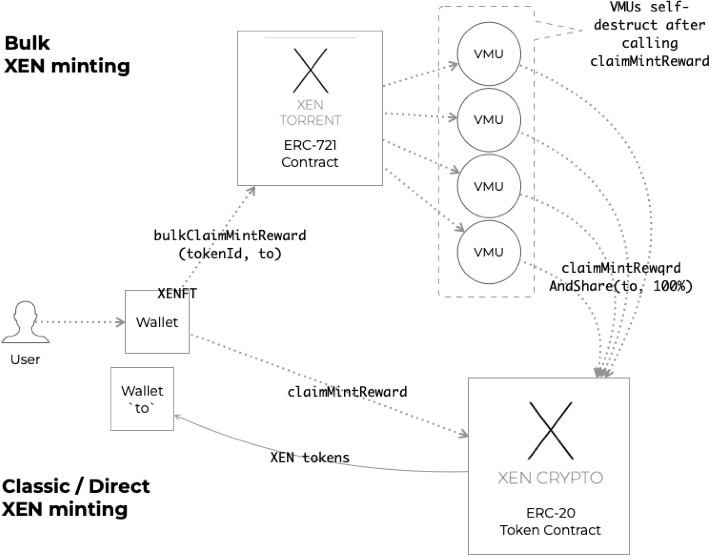 Bulk
XEN minting
XEN
TORRENT
ERC-721
Contract
VMU
VMU
VMU
VMU
VMUs self-
destruct after
calling
claimMintReward
bulkClaimMintReward
(tokenId, to)
claimMintReward
AndShare(to, 100%)
XENFT
Wallet
User
Wallet
`to`
claimMintReward
XEN tokens
XEN CRYPTO
ERC-20
Token Contract
Classic / Direct
XEN minting